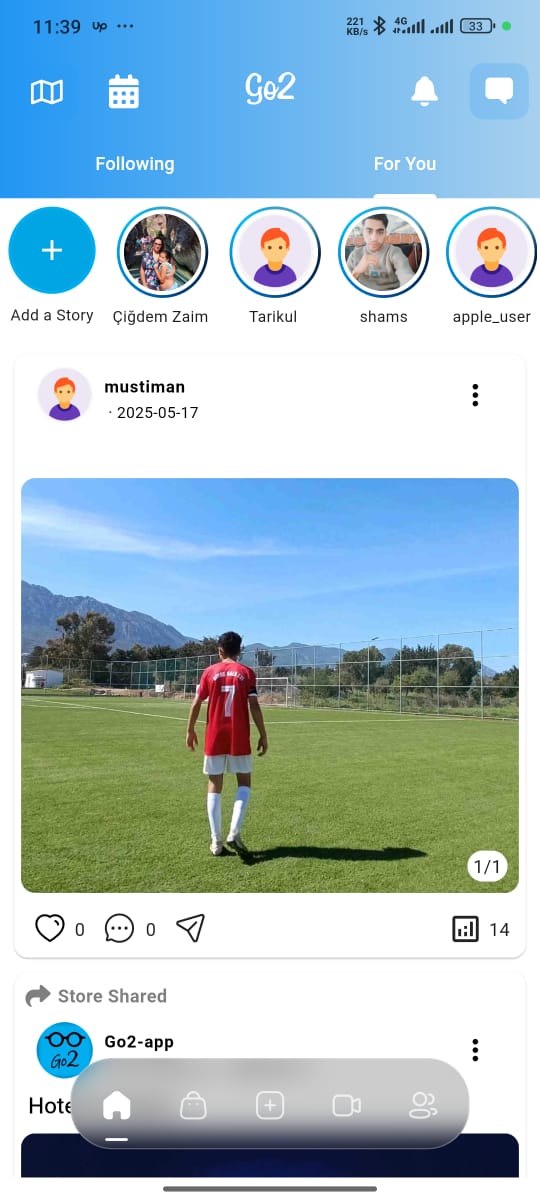 11:39 up ...
221 KB/s 4G 33
Go2
Following For You
Add a Story Çiğdem Zaim Tarikul shams apple_user
mustiman
· 2025-05-17
7
1/1
0 0 14
Store Shared
Go2
Go2-app
Hote